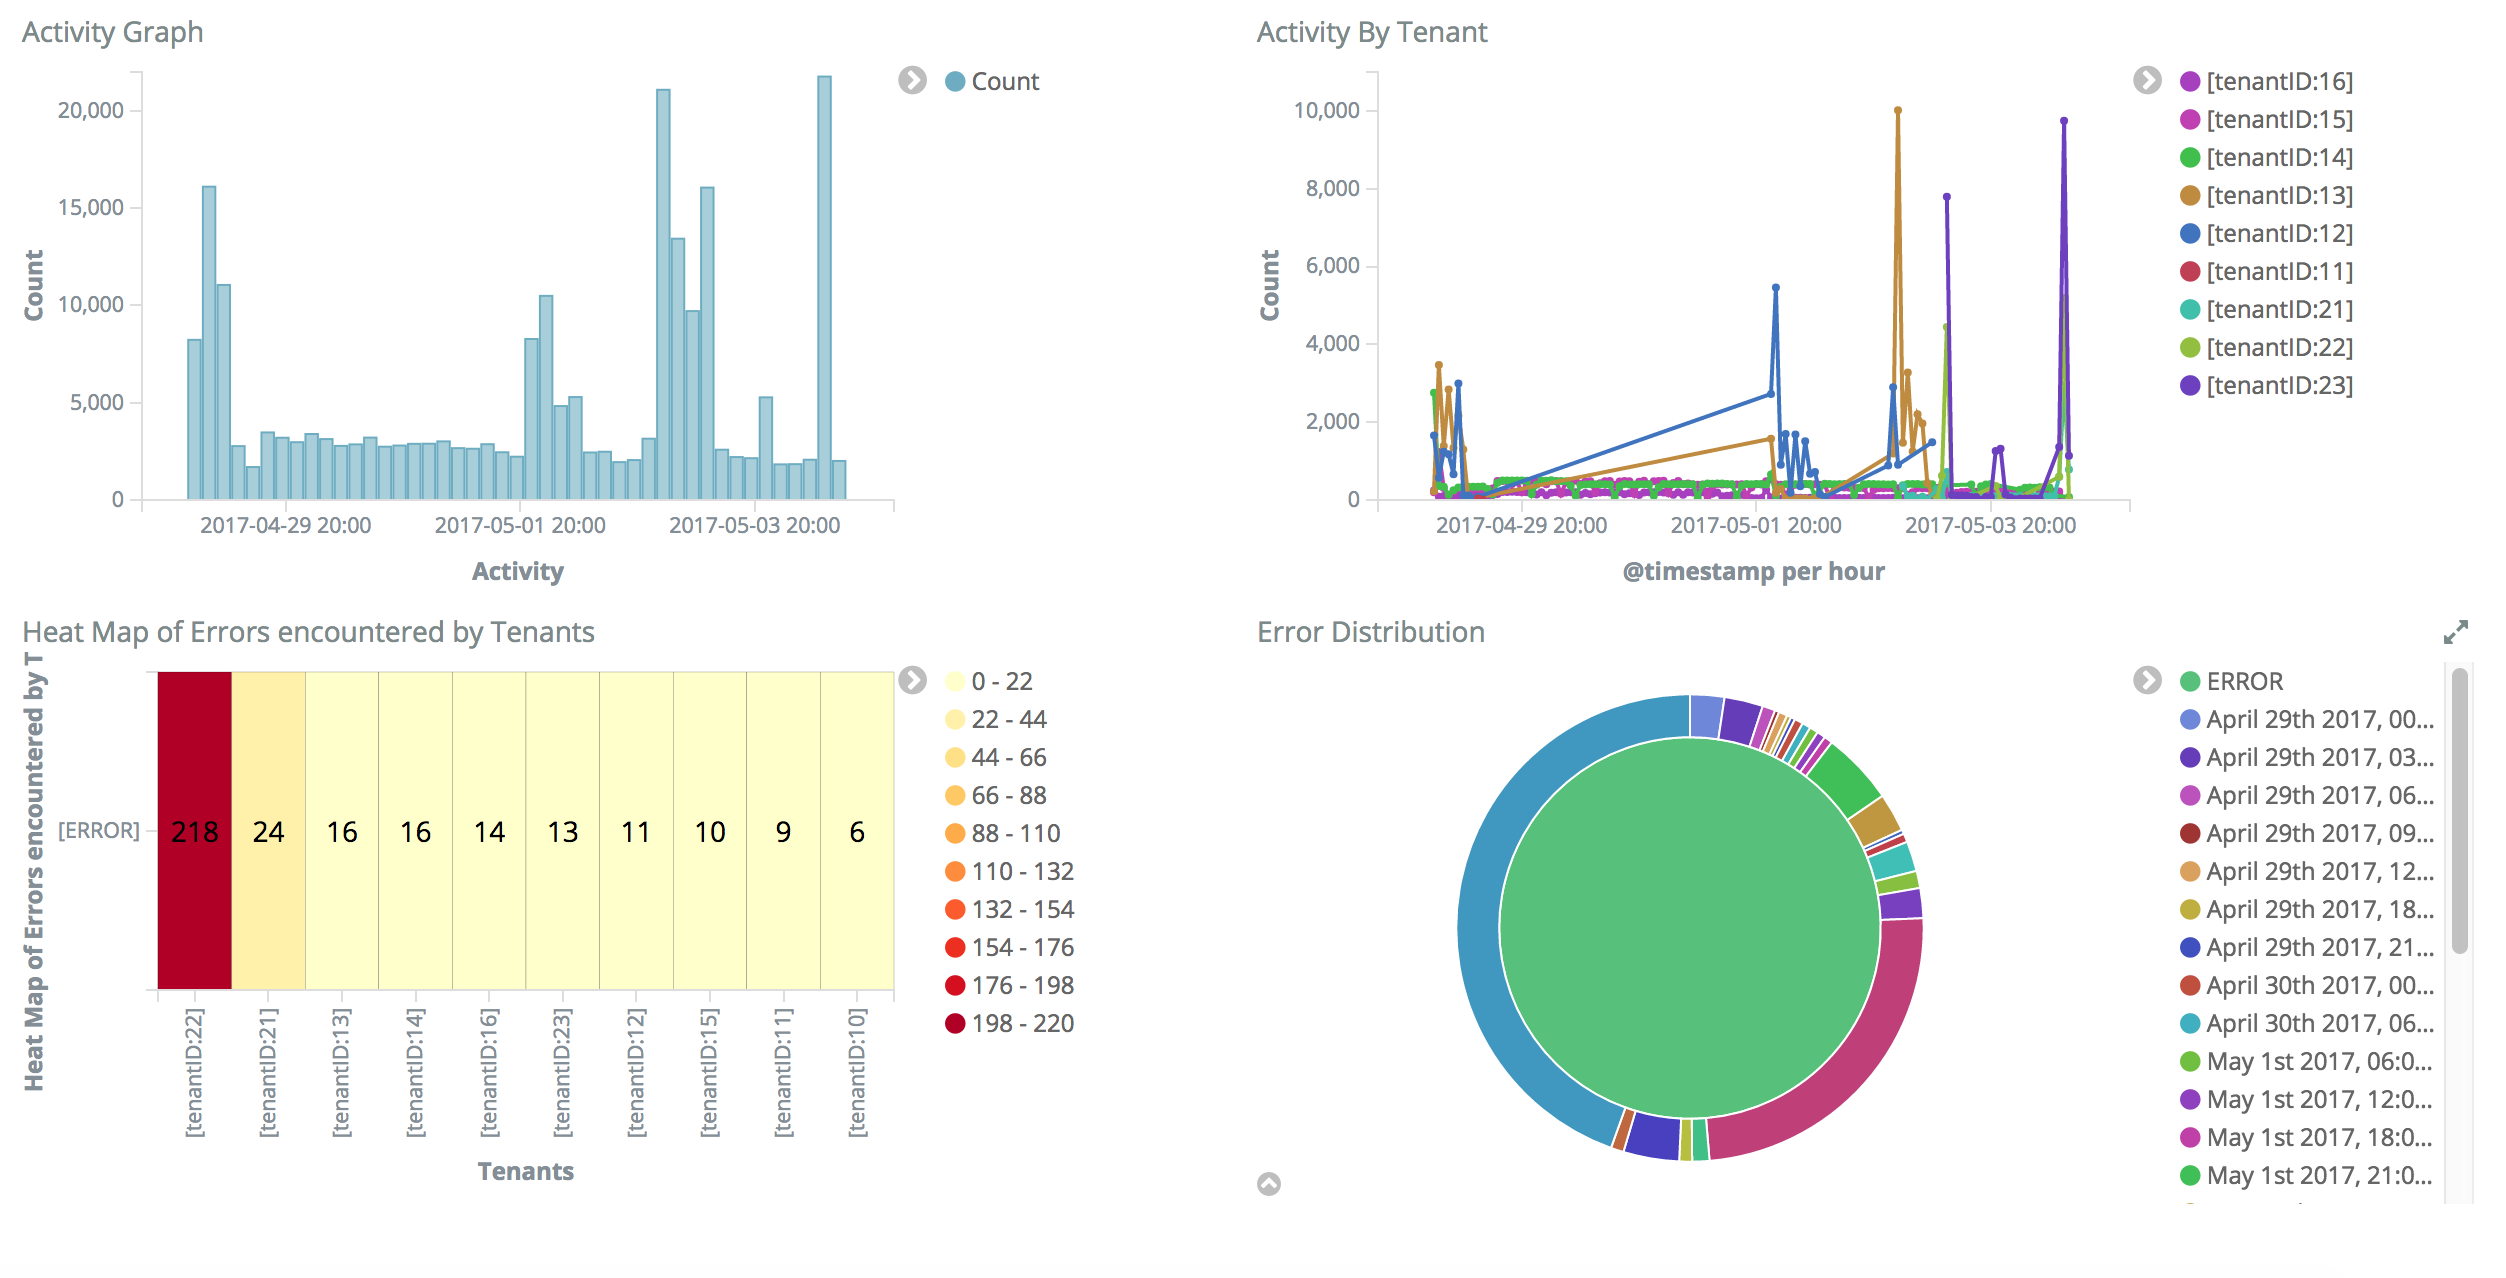 Activity Graph
20,000
15,000
10,000
5,000
0
Count
2017-04-29 20:00
2017-05-01 20:00
2017-05-03 20:00
Activity
Count
Activity By Tenant
10,000
8,000
6,000
4,000
2,000
0
Count
2017-04-29 20:00
2017-05-01 20:00
2017-05-03 20:00
@timestamp per hour
[tenantID:16]
[tenantID:15]
[tenantID:14]
[tenantID:13]
[tenantID:12]
[tenantID:11]
[tenantID:21]
[tenantID:22]
[tenantID:23]
Heat Map of Errors encountered by Tenants
Heat Map of Errors encountered by T
[ERROR]
218 24 16 16 14 13 11 10 9 6
[tenantID:22]
[tenantID:21]
[tenantID:13]
[tenantID:14]
[tenantID:16]
[tenantID:23]
[tenantID:12]
[tenantID:15]
[tenantID:11]
[tenantID:10]
Tenants
0 - 22
22 - 44
44 - 66
66 - 88
88 - 110
110 - 132
132 - 154
154 - 176
176 - 198
198 - 220
Error Distribution
ERROR
April 29th 2017, 00...
April 29th 2017, 03...
April 29th 2017, 06...
April 29th 2017, 09...
April 29th 2017, 12...
April 29th 2017, 18...
April 29th 2017, 21...
April 30th 2017, 00...
April 30th 2017, 06...
May 1st 2017, 06:0...
May 1st 2017, 12:0...
May 1st 2017, 18:0...
May 1st 2017, 21:0...